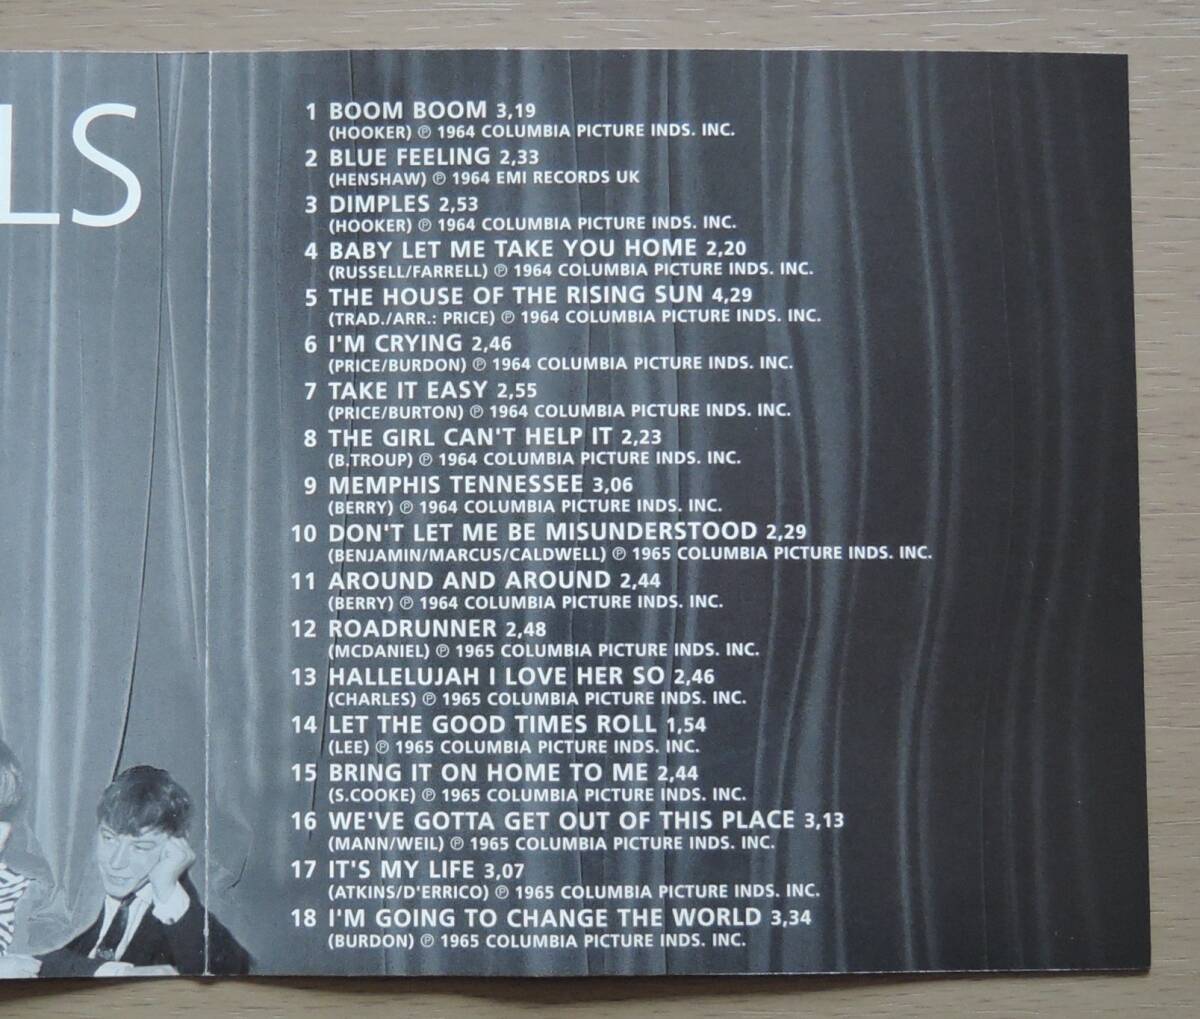 LS
1 BOOM BOOM 3,19
(HOOKER) ℗ 1964 COLUMBIA PICTURE INDS. INC.
2 BLUE FEELING 2,33
(HENSHAW) ℗ 1964 EMI RECORDS UK
3 DIMPLES 2,53
(HOOKER) ℗ 1964 COLUMBIA PICTURE INDS. INC.
4 BABY LET ME TAKE YOU HOME 2,20
(RUSSELL/FARRELL) ℗ 1964 COLUMBIA PICTURE INDS. INC.
5 THE HOUSE OF THE RISING SUN 4,29
(TRAD./ARR.: PRICE) ℗ 1964 COLUMBIA PICTURE INDS. INC.
6 I'M CRYING 2,46
(PRICE/BURDON) ℗ 1964 COLUMBIA PICTURE INDS. INC.
7 TAKE IT EASY 2,55
(PRICE/BURTON) ℗ 1964 COLUMBIA PICTURE INDS. INC.
8 THE GIRL CAN'T HELP IT 2,23
(B.TROUP) ℗ 1964 COLUMBIA PICTURE INDS. INC.
9 MEMPHIS TENNESSEE 3,06
(BERRY) ℗ 1964 COLUMBIA PICTURE INDS. INC.
10 DON'T LET ME BE MISUNDERSTOOD 2,29
(BENJAMIN/MARCUS/CALDWELL) ℗ 1965 COLUMBIA PICTURE INDS. INC.
11 AROUND AND AROUND 2,44
(BERRY) ℗ 1964 COLUMBIA PICTURE INDS. INC.
12 ROADRUNNER 2,48
(MCDANIEL) ℗ 1965 COLUMBIA PICTURE INDS. INC.
13 HALLELUJAH I LOVE HER SO 2,46
(CHARLES) ℗ 1965 COLUMBIA PICTURE INDS. INC.
14 LET THE GOOD TIMES ROLL 1,54
(LEE) ℗ 1965 COLUMBIA PICTURE INDS. INC.
15 BRING IT ON HOME TO ME 2,44
(S.COOKE) ℗ 1965 COLUMBIA PICTURE INDS. INC.
16 WE'VE GOTTA GET OUT OF THIS PLACE 3,13
(MANN/WEIL) ℗ 1965 COLUMBIA PICTURE INDS. INC.
17 IT'S MY LIFE 3,07
(ATKINS/D'ERRICO) ℗ 1965 COLUMBIA PICTURE INDS. INC.
18 I'M GOING TO CHANGE THE WORLD 3,34
(BURDON) ℗ 1965 COLUMBIA PICTURE INDS. INC.